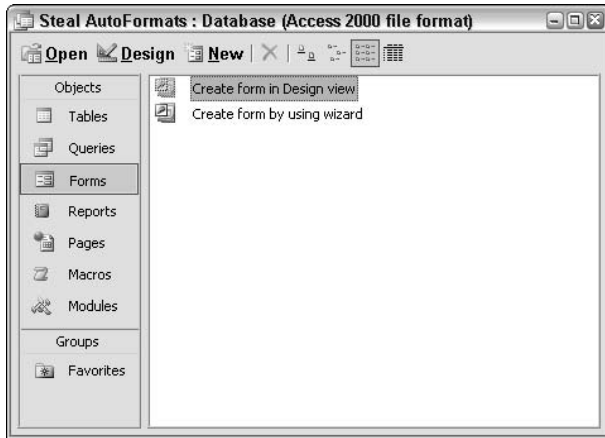 Steal AutoFormats : Database (Access 2000 file format)
Open Design New
Objects
Tables
Queries
Forms
Reports
Pages
Macros
Modules
Groups
Favorites
Create form in Design view
Create form by using wizard